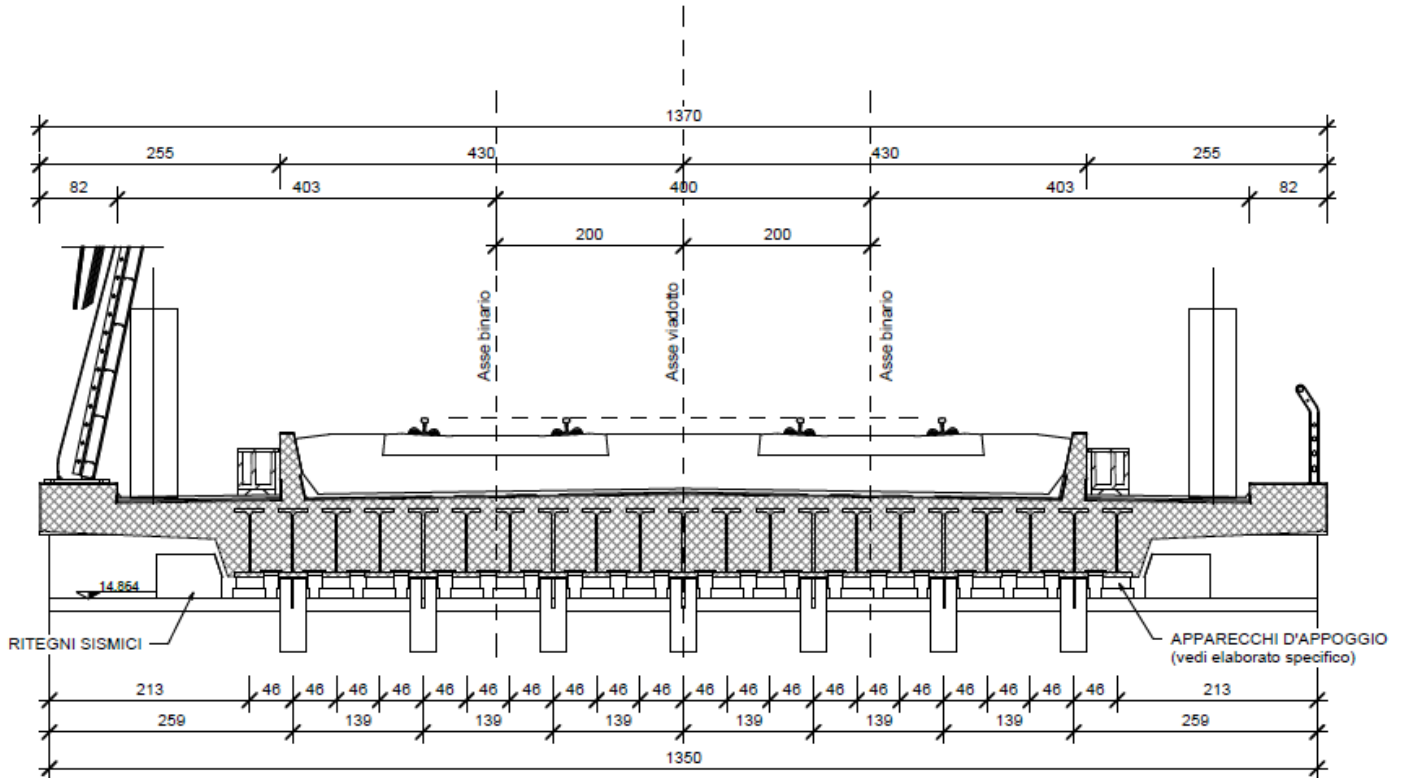 1370
255 430 430 255
82 403 400 403 82
200 200
Asse binario
Asse viadotto
Asse binario
14.864
RITEGNI SISMICI
APPARECCHI D'APPOGGIO
(vedi elaborato specifico)
213 46 46 46 46 46 46 46 46 46 46 46 46 46 46 46 46 46 46 46 46 213
259 139 139 139 139 139 139 259
1350